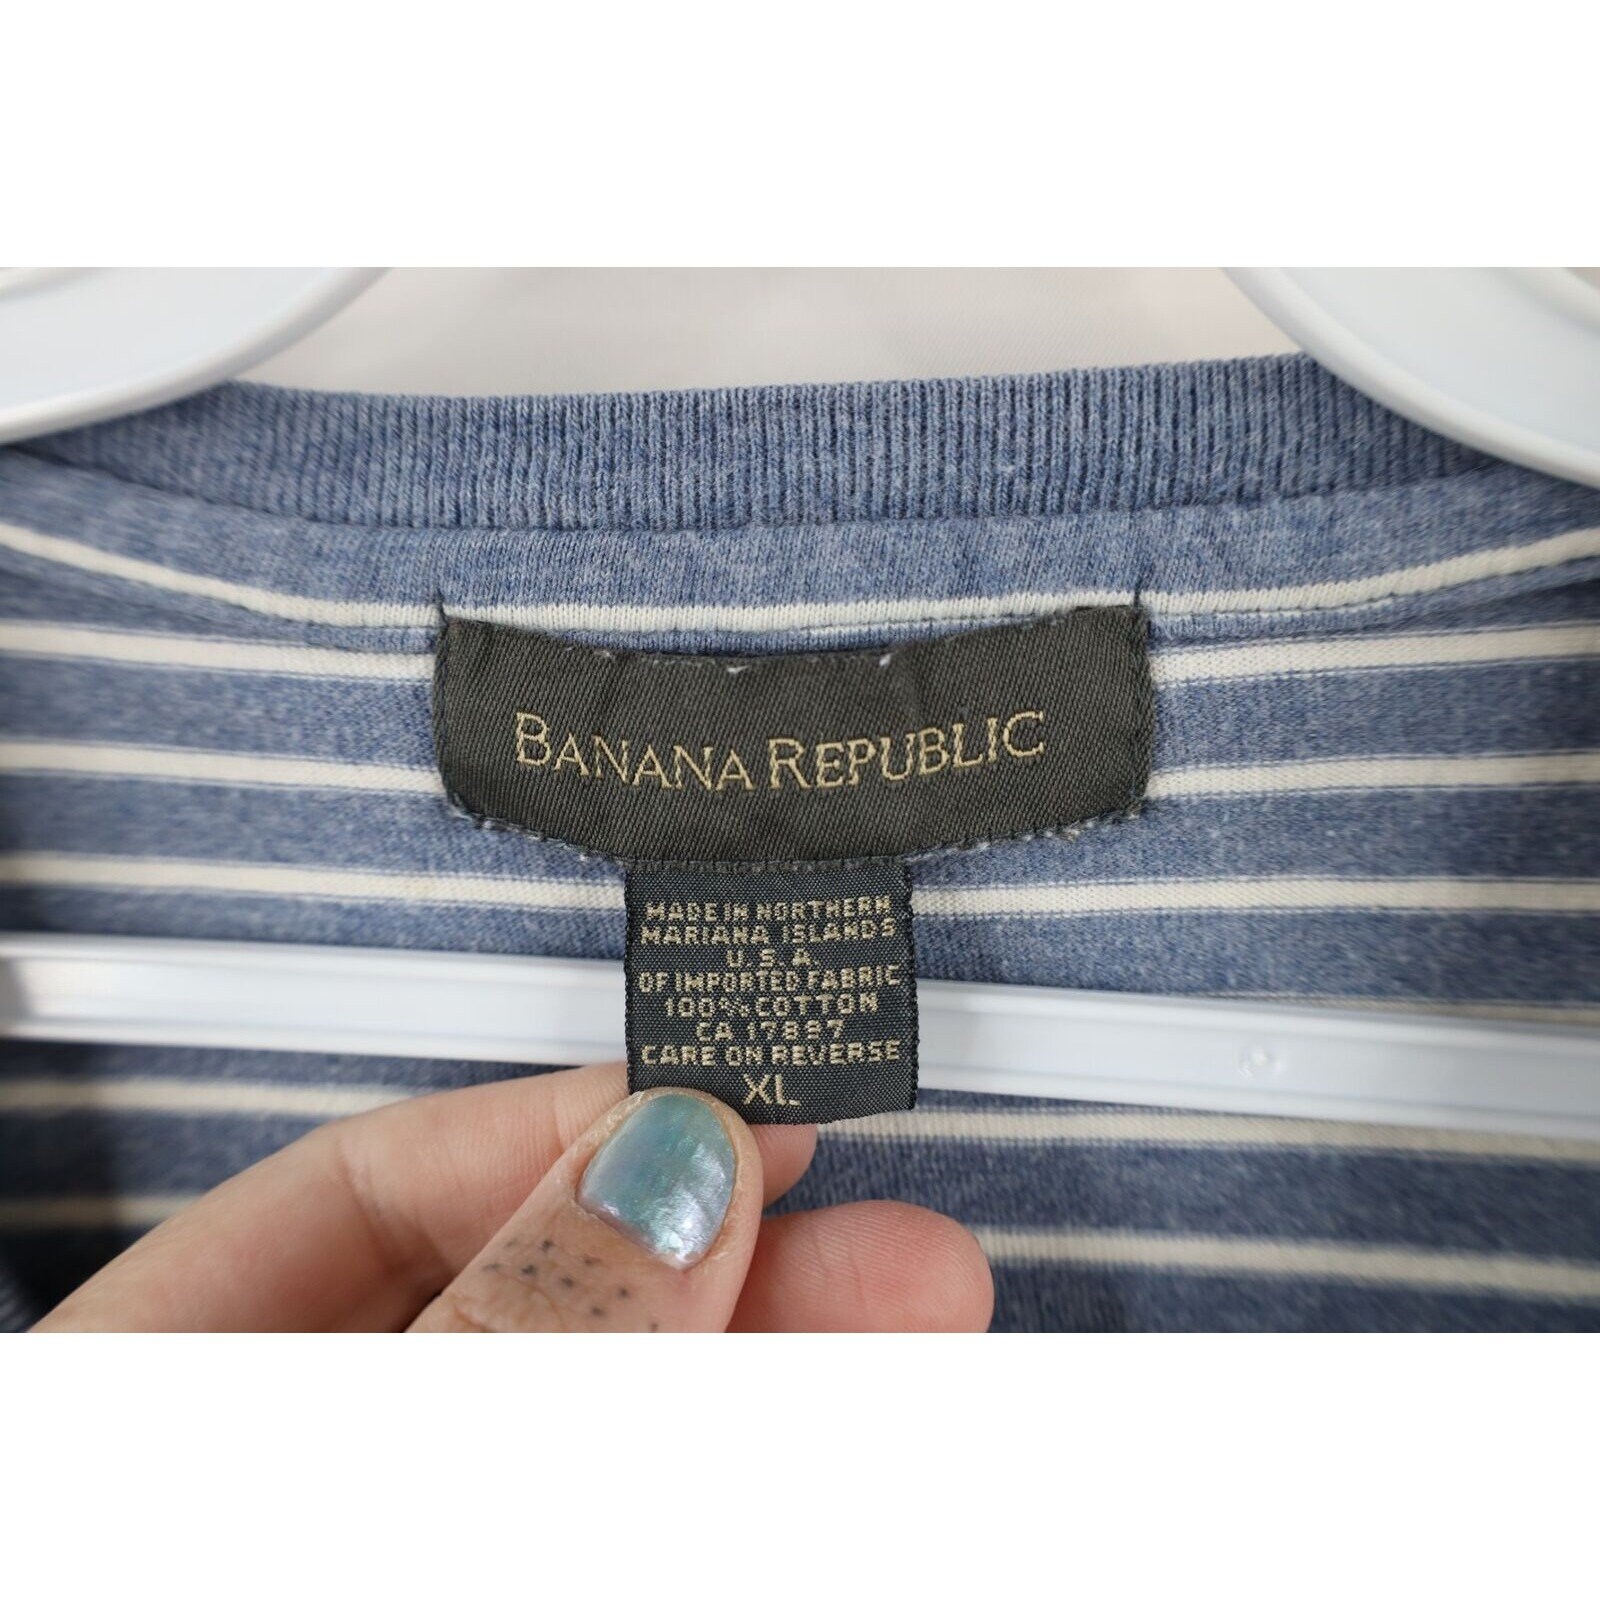 BANANA REPUBLIC
MADE IN NORTHERN
MARIANA ISLANDS
U.S.A.
OF IMPORTED FABRIC
100% COTTON
CA 17897
CARE ON REVERSE
XL